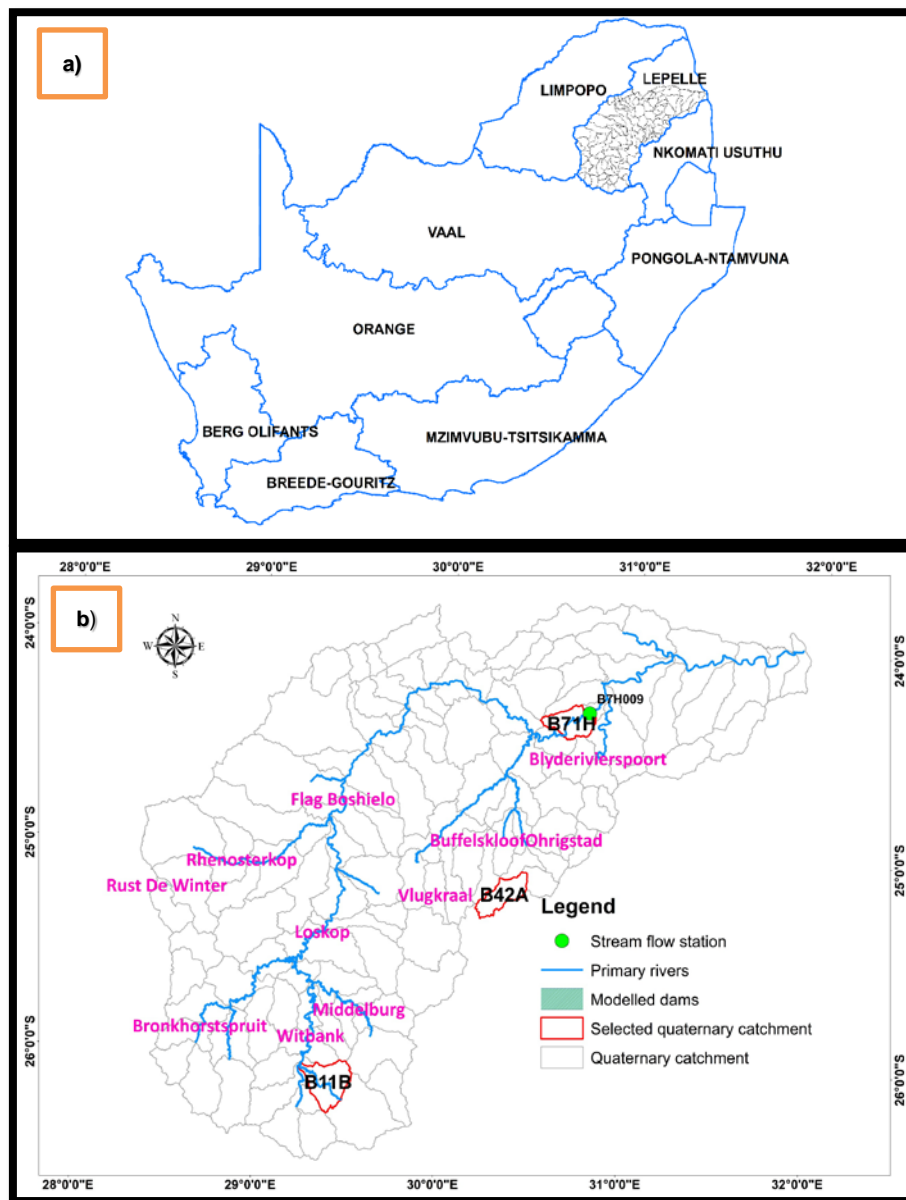 a)
LEPELLE
LIMPOPO
NKOMATI USUTHU
VAAL
PONGOLA-NTAMVUNA
ORANGE
BERG OLIFANTS
MZIMVUBU-TSITSIKAMMA
BREEDE-GOURITZ
28°0'0"E 29°0'0"E 30°0'0"E 31°0'0"E 32°0'0"E
b)
N
W E
S
24°0'0"S
24°0'0"S
B7H009
B71H
Blyderivierspoort
Flag Boshielo
25°0'0"S
BuffelskloofOhrigstad
Rhenosterkop
25°0'0"S
Rust De Winter
Vlugkraal
B42A
Legend
Loskop
Stream flow station
Primary rivers
Modelled dams
Selected quaternary catchment
Quaternary catchment
Middelburg
Bronkhorstspruit
Witbank
26°0'0"S
26°0'0"S
B11B
28°0'0"E 29°0'0"E 30°0'0"E 31°0'0"E 32°0'0"E